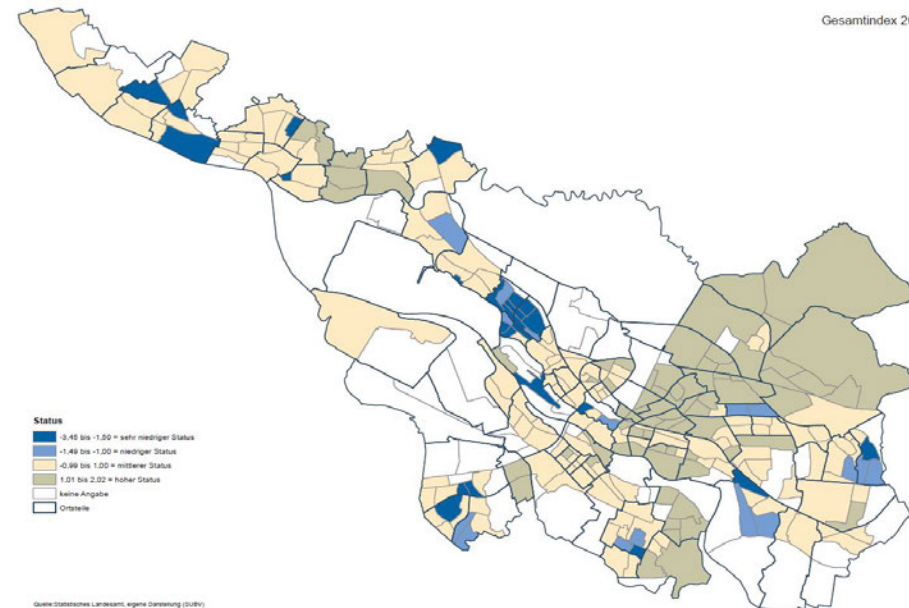 Gesamtindex 20
Status
-3,45 bis -1,50 = sehr niedriger Status
-1,49 bis -1,00 = niedriger Status
-0,99 bis 1,00 = mittlerer Status
1,01 bis 2,02 = hoher Status
keine Angabe
Ortsteile
Quelle:Statistisches Landesamt, eigene Darstellung (SUBV)